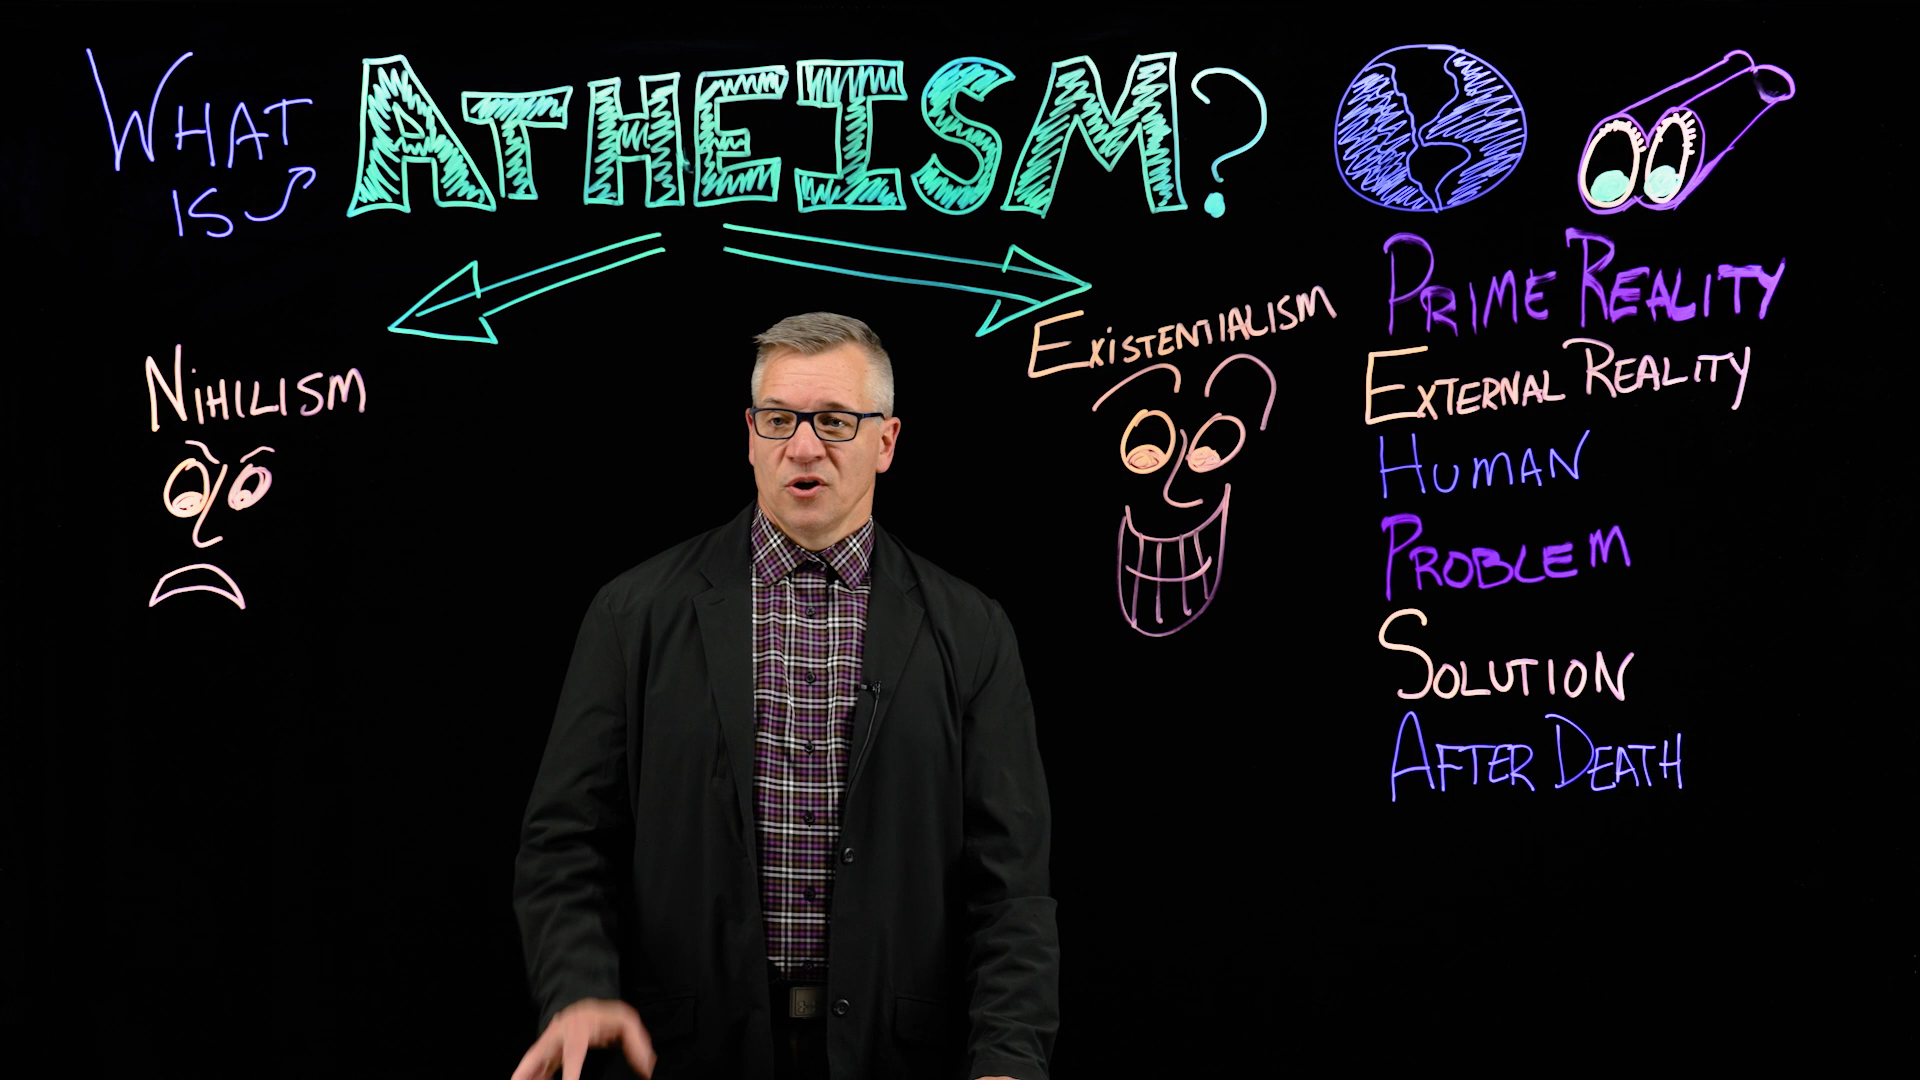 WHAT
IS
ATHEISM?
NIHILISM
EXISTENTIALISM
PRIME REALITY
EXTERNAL REALITY
HUMAN
PROBLEM
SOLUTION
AFTER DEATH